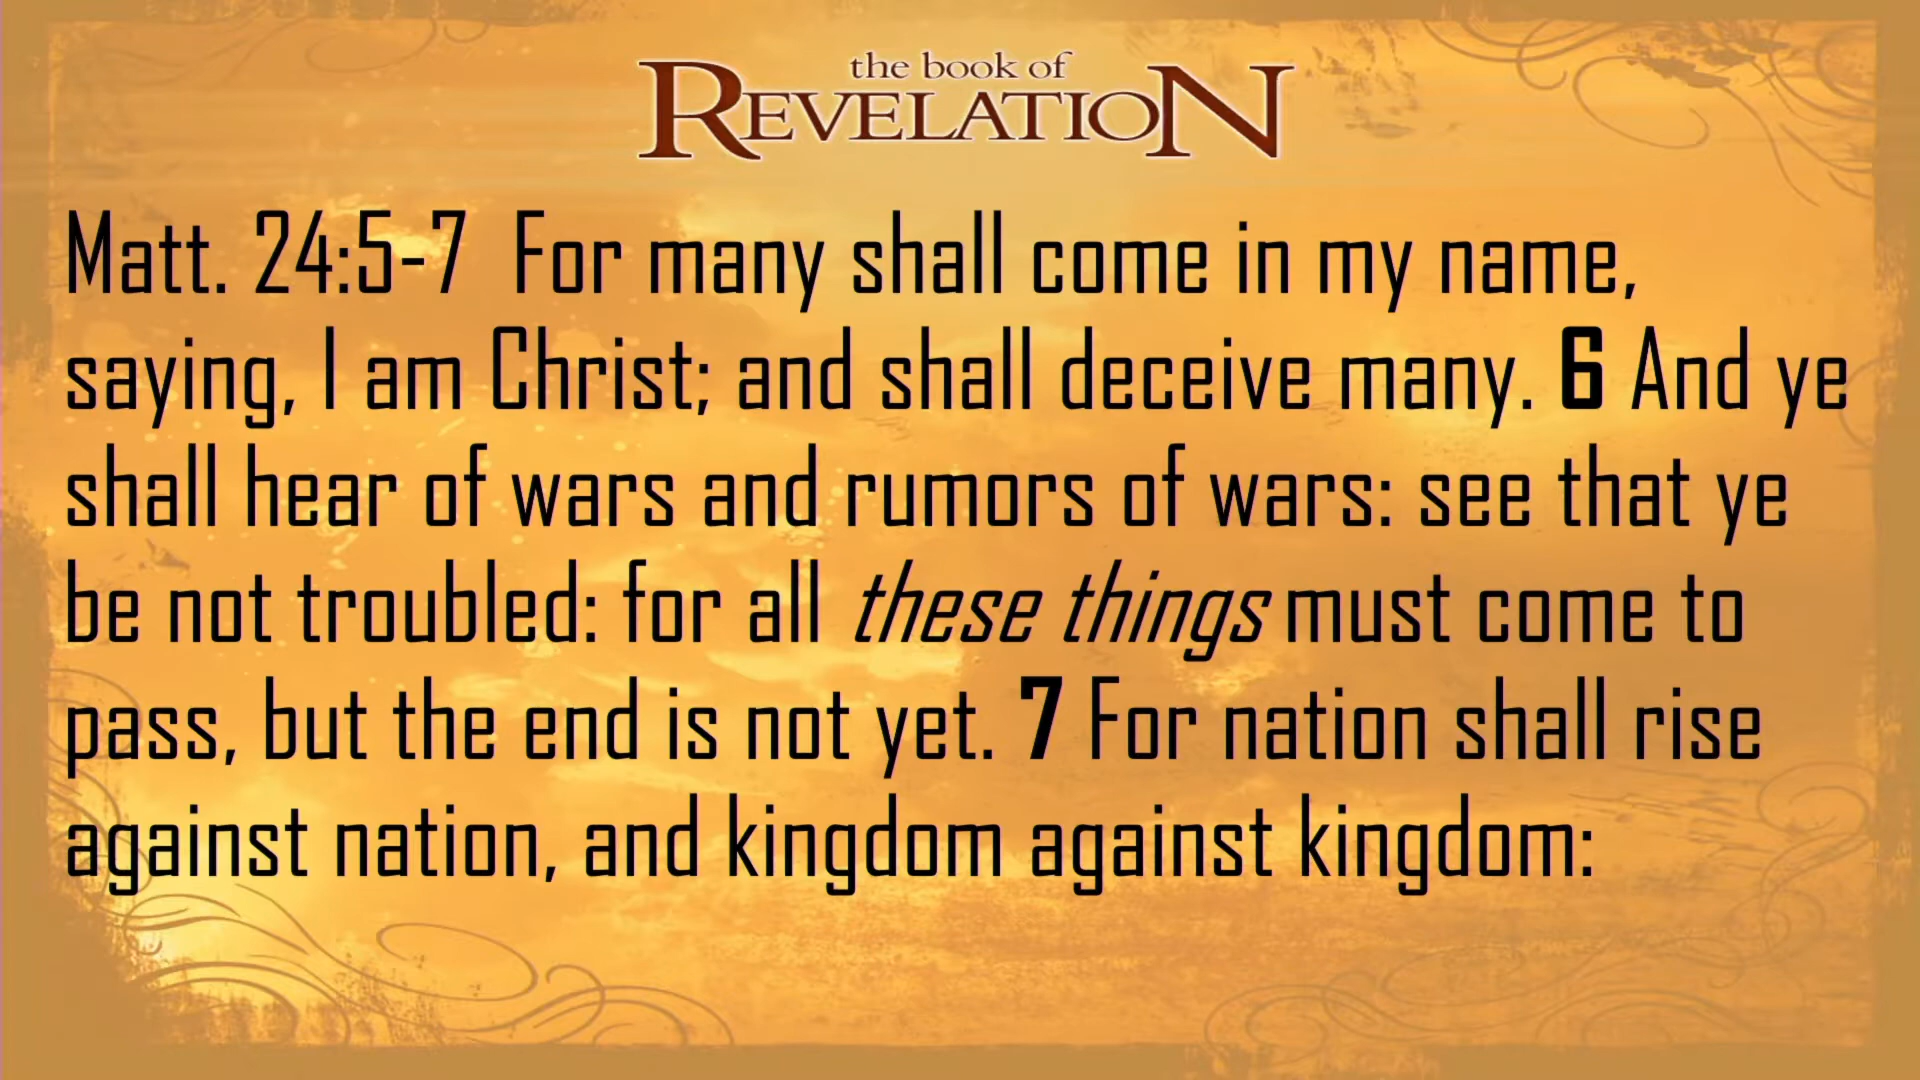 the book of
REVELATION
Matt. 24:5-7 For many shall come in my name,
saying, I am Christ; and shall deceive many. 6 And ye
shall hear of wars and rumors of wars: see that ye
be not troubled: for all these things must come to
pass, but the end is not yet. 7 For nation shall rise
against nation, and kingdom against kingdom: